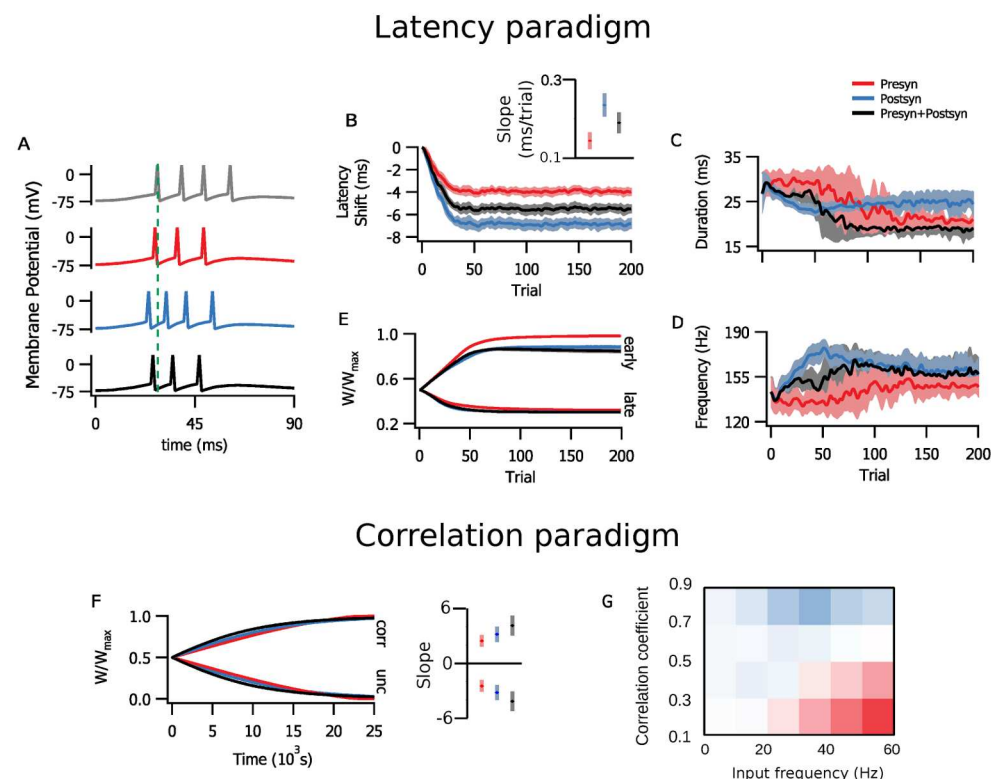 Latency paradigm
Presyn
Postsyn
Presyn+Postsyn
A
Membrane Potential (mV)
0
-75
0
-75
0
-75
0
-75
0
45
90
time (ms)
B
Slope
(ms/trial)
0.3
0.1
Latency
Shift (ms)
0
-2
-4
-6
-8
0
50
100
150
200
Trial
C
Duration (ms)
35
25
15
E
W/Wmax
1.0
0.6
0.2
early
late
0
50
100
150
200
Trial
D
Frequency (Hz)
190
155
120
0
50
100
150
200
Trial
Correlation paradigm
F
W/Wmax
1.0
0.5
0.0
corr
unc
0
5
10
15
20
25
Time (10³s)
Slope
6
0
-6
G
Correlation coefficient
0.9
0.7
0.5
0.3
0.1
0
20
40
60
Input frequency (Hz)